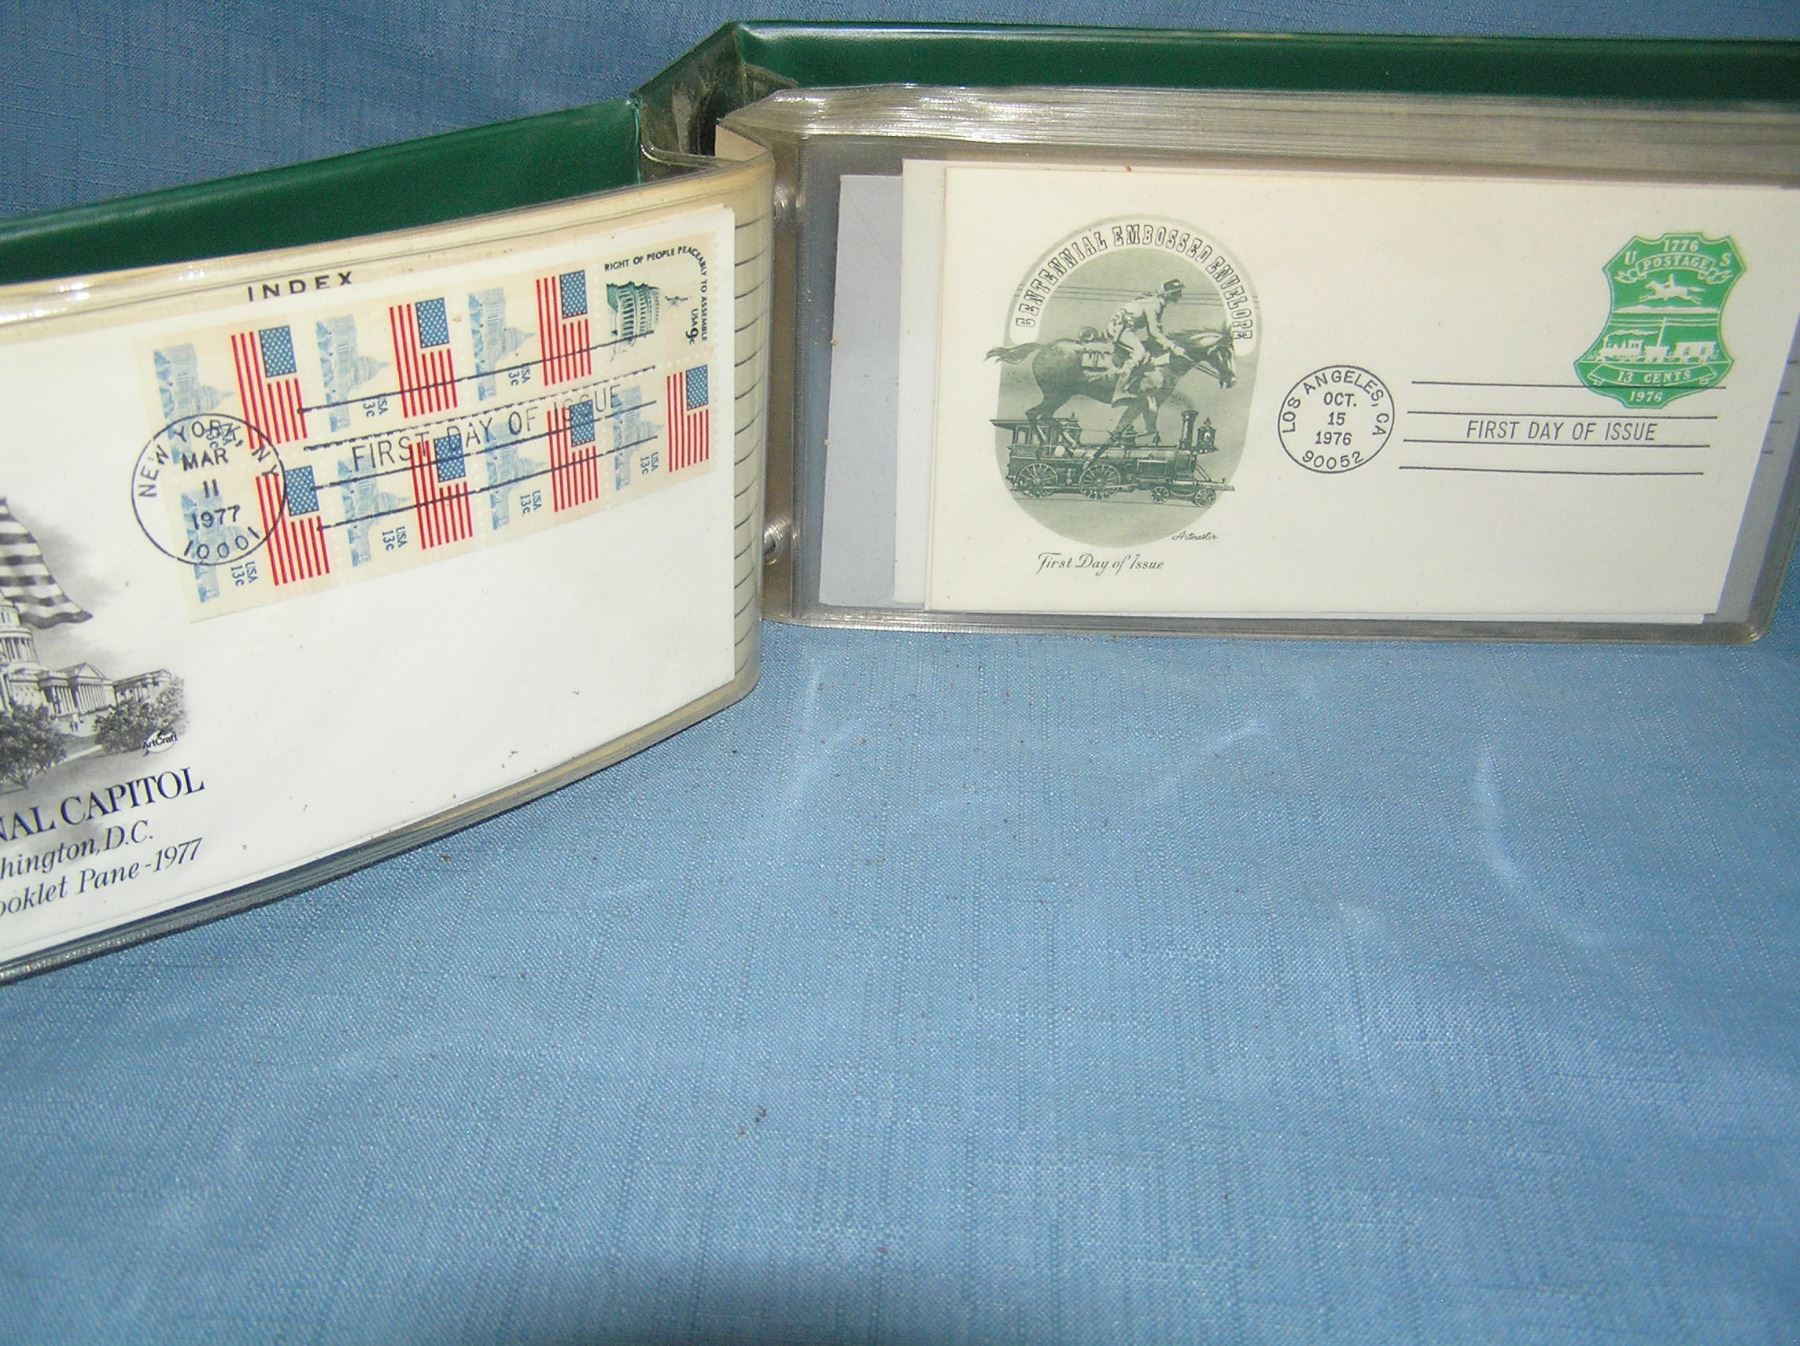 INDEX
RIGHT OF PEOPLE PEACEABLY TO ASSEMBLE
USA 9c
USA 13c
USA 13c
USA 13c
USA 13c
USA 13c
USA 13c
NEW YORK, NY
MAR
11
1977
10001
FIRST DAY OF ISSUE
ArtCraft
NAL CAPITOL
hington, D.C.
ooklet Pane-1977
CENTENNIAL EMBOSSED ENVELOPE
Artmaster
First Day of Issue
LOS ANGELES, CA
OCT.
15
1976
90052
FIRST DAY OF ISSUE
1776
U S
POSTAGE
13 CENTS
1976